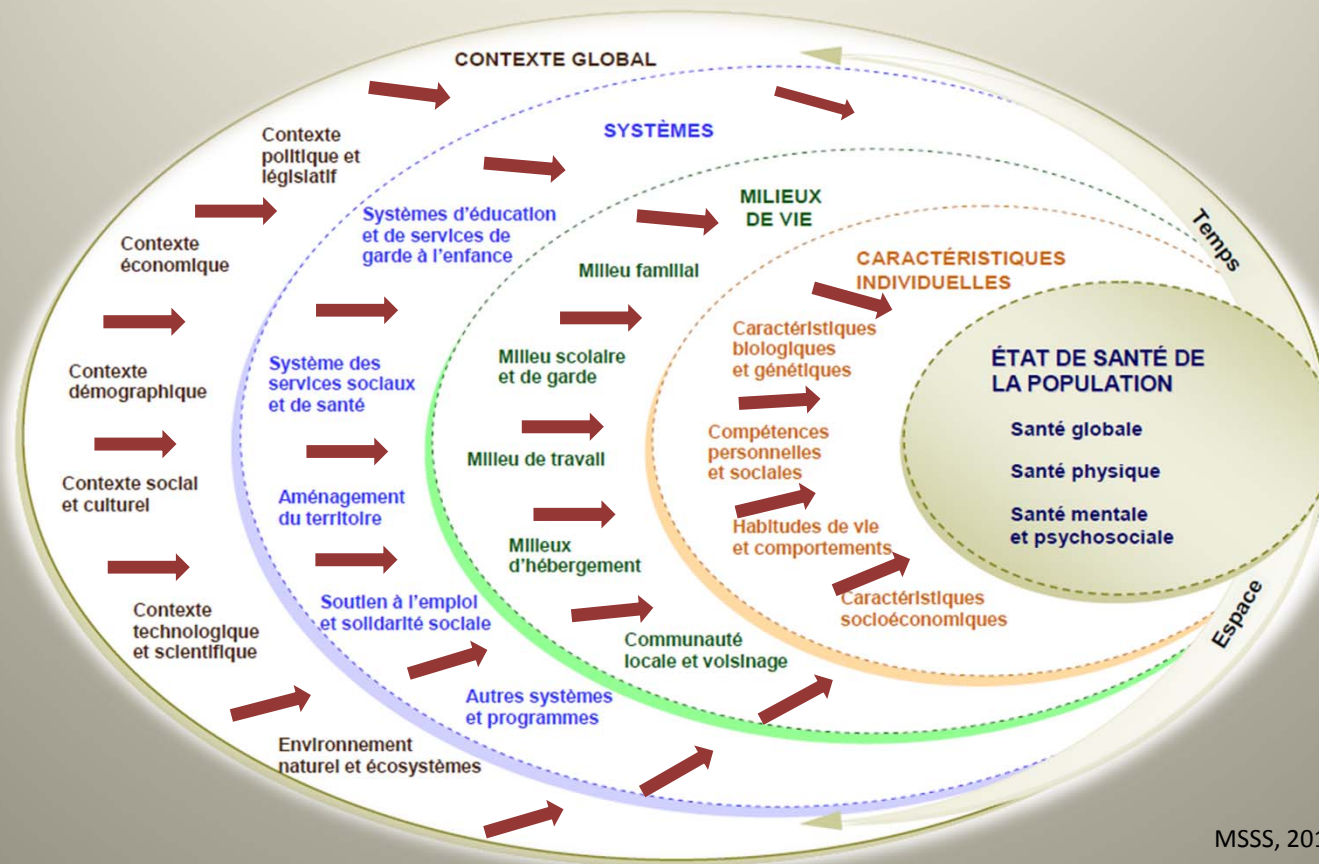 CONTEXTE GLOBAL
Contexte
politique et
législatif
Contexte
économique
Contexte
démographique
Contexte social
et culturel
Contexte
technologique
et scientifique
Environnement
naturel et écosystèmes
SYSTÈMES
Systèmes d'éducation
et de services de
garde à l'enfance
Système des
services sociaux
et de santé
Aménagement
du territoire
Soutien à l'emploi
et solidarité sociale
Autres systèmes
et programmes
MILIEUX
DE VIE
Milieu familial
Milieu scolaire
et de garde
Milieu de travail
Milieux
d'hébergement
Communauté
locale et voisinage
CARACTÉRISTIQUES
INDIVIDUELLES
Caractéristiques
biologiques
et génétiques
Compétences
personnelles
et sociales
Habitudes de vie
et comportements
Caractéristiques
socioéconomiques
ÉTAT DE SANTÉ DE
LA POPULATION
Santé globale
Santé physique
Santé mentale
et psychosociale
Temps
Espace
MSSS,